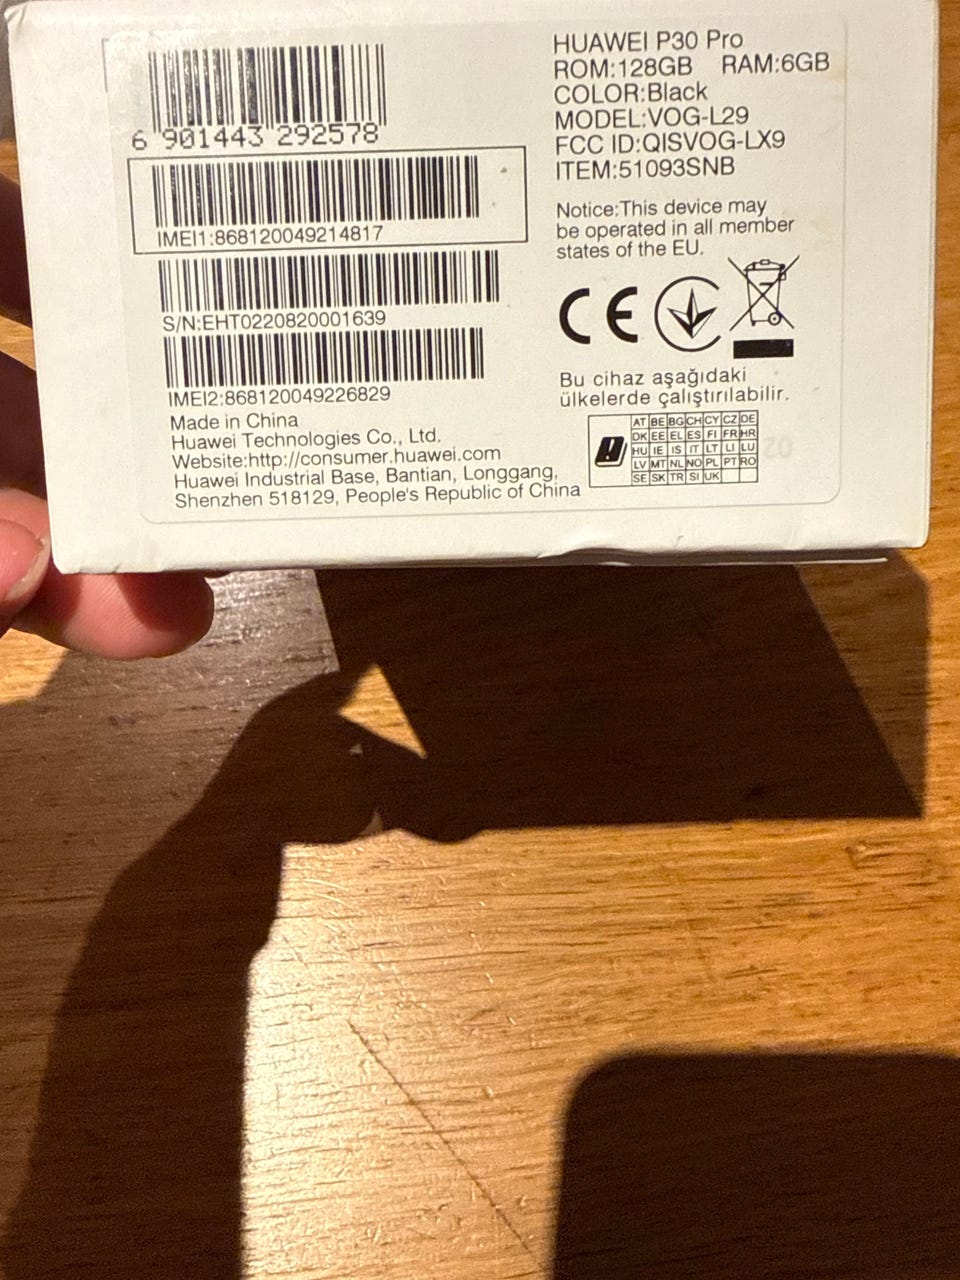 6 901443 292578
IMEI1:868120049214817
S/N:EHT0220820001639
IMEI2:868120049226829
Made in China
Huawei Technologies Co., Ltd.
Website:http://consumer.huawei.com
Huawei Industrial Base, Bantian, Longgang,
Shenzhen 518129, People's Republic of China
HUAWEI P30 Pro
ROM:128GB RAM:6GB
COLOR:Black
MODEL:VOG-L29
FCC ID:QISVOG-LX9
ITEM:51093SNB
Notice:This device may
be operated in all member
states of the EU.
CE
Bu cihaz aşağıdaki
ülkelerde çalıştırılabilir.
AT BE BG CH CY CZ DE
DK EE EL ES FI FR HR
HU IE IS IT LT LI LU
LV MT NL NO PL PT RO
SE SK TR SI UK